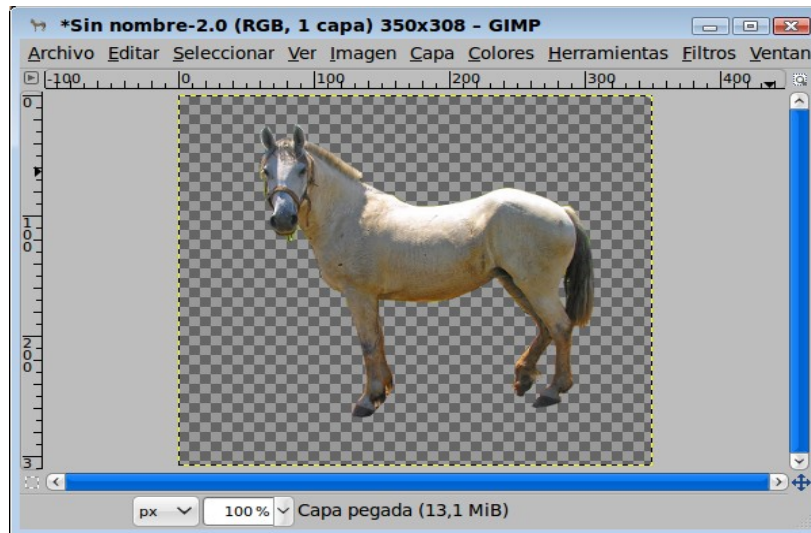 *Sin nombre-2.0 (RGB, 1 capa) 350x308 – GIMP
Archivo Editar Seleccionar Ver Imagen Capa Colores Herramientas Filtros Ventan
-100 0 100 200 300 400
0
100
200
3
px 100 % Capa pegada (13,1 MiB)